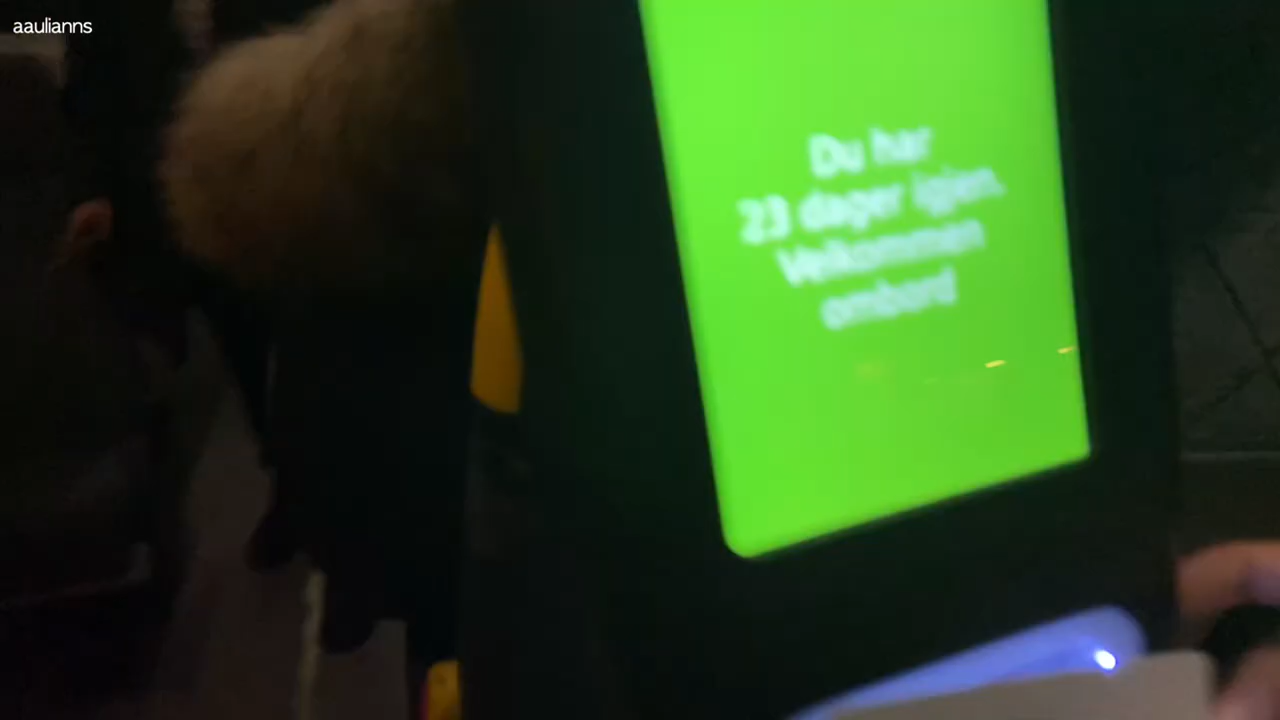 aaulianns
Du har
23 dager igjen.
Velkommen
ombord